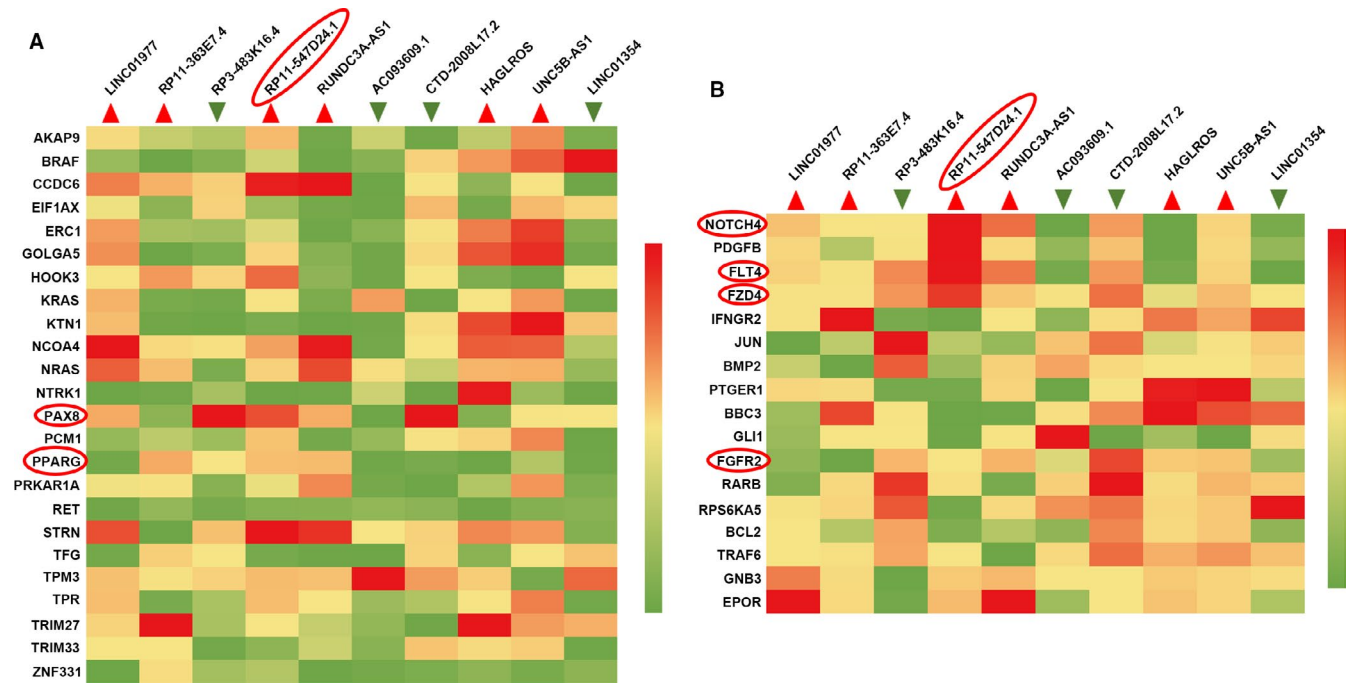 A
LINC01977
RP11-363E7.4
RP3-483K16.4
RP11-547D24.1
RUNDC3A-AS1
AC093609.1
CTD-2008L17.2
HAGLROS
UNC5B-AS1
LINC01354
AKAP9
BRAF
CCDC6
EIF1AX
ERC1
GOLGA5
HOOK3
KRAS
KTN1
NCOA4
NRAS
NTRK1
PAX8
PCM1
PPARG
PRKAR1A
RET
STRN
TFG
TPM3
TPR
TRIM27
TRIM33
ZNF331
B
LINC01977
RP11-363E7.4
RP3-483K16.4
RP11-547D24.1
RUNDC3A-AS1
AC093609.1
CTD-2008L17.2
HAGLROS
UNC5B-AS1
LINC01354
NOTCH4
PDGFB
FLT4
FZD4
IFNGR2
JUN
BMP2
PTGER1
BBC3
GLI1
FGFR2
RARB
RPS6KA5
BCL2
TRAF6
GNB3
EPOR